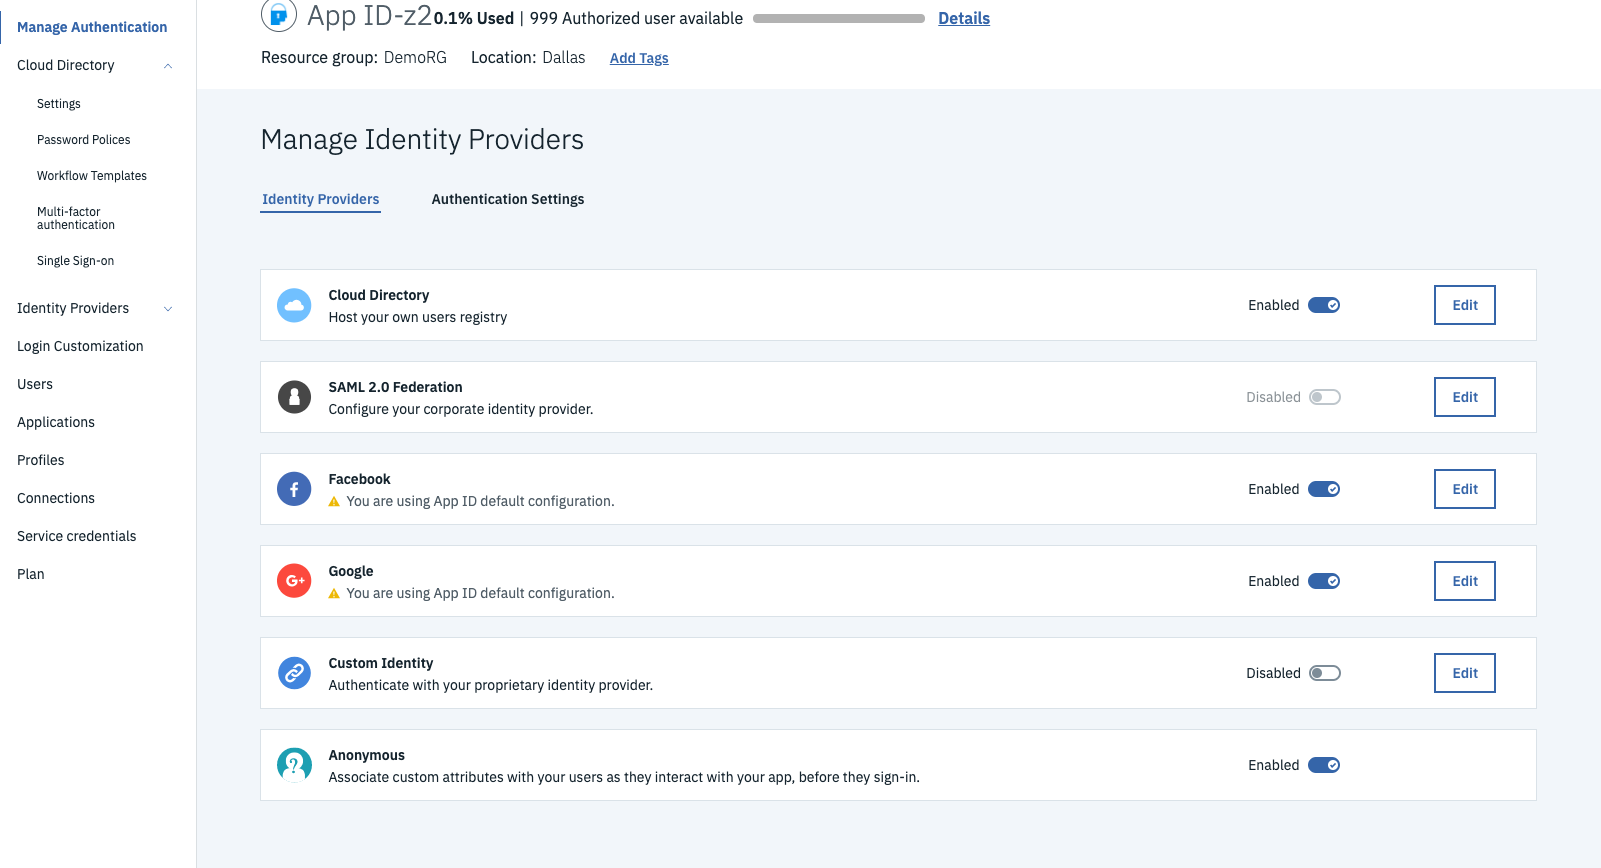 Manage Authentication
Cloud Directory
Settings
Password Polices
Workflow Templates
Multi-factor
authentication
Single Sign-on
Identity Providers
Login Customization
Users
Applications
Profiles
Connections
Service credentials
Plan
App ID-z2 0.1% Used | 999 Authorized user available Details
Resource group: DemoRG Location: Dallas Add Tags
Manage Identity Providers
Identity Providers Authentication Settings
Cloud Directory
Host your own users registry
Enabled Edit
SAML 2.0 Federation
Configure your corporate identity provider.
Disabled Edit
f
Facebook
You are using App ID default configuration.
Enabled Edit
G+
Google
You are using App ID default configuration.
Enabled Edit
Custom Identity
Authenticate with your proprietary identity provider.
Disabled Edit
?
Anonymous
Associate custom attributes with your users as they interact with your app, before they sign-in.
Enabled